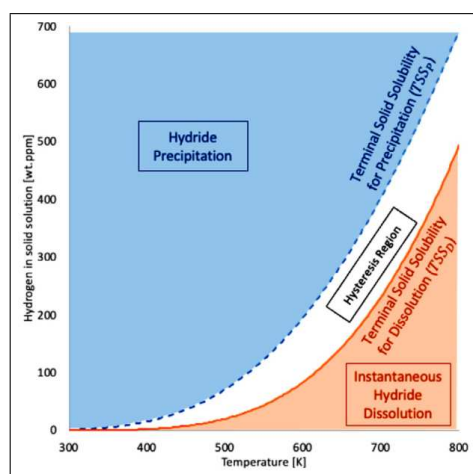 700
600
500
400
300
200
100
0
Hydrogen in solid solution [wt.ppm]
Hydride
Precipitation
Terminal Solid Solubility
for Precipitation (TSS_P)
Hysteresis Region
Terminal Solid Solubility
for Dissolution (TSS_D)
Instantaneous
Hydride
Dissolution
300 400 500 600 700 800
Temperature [K]